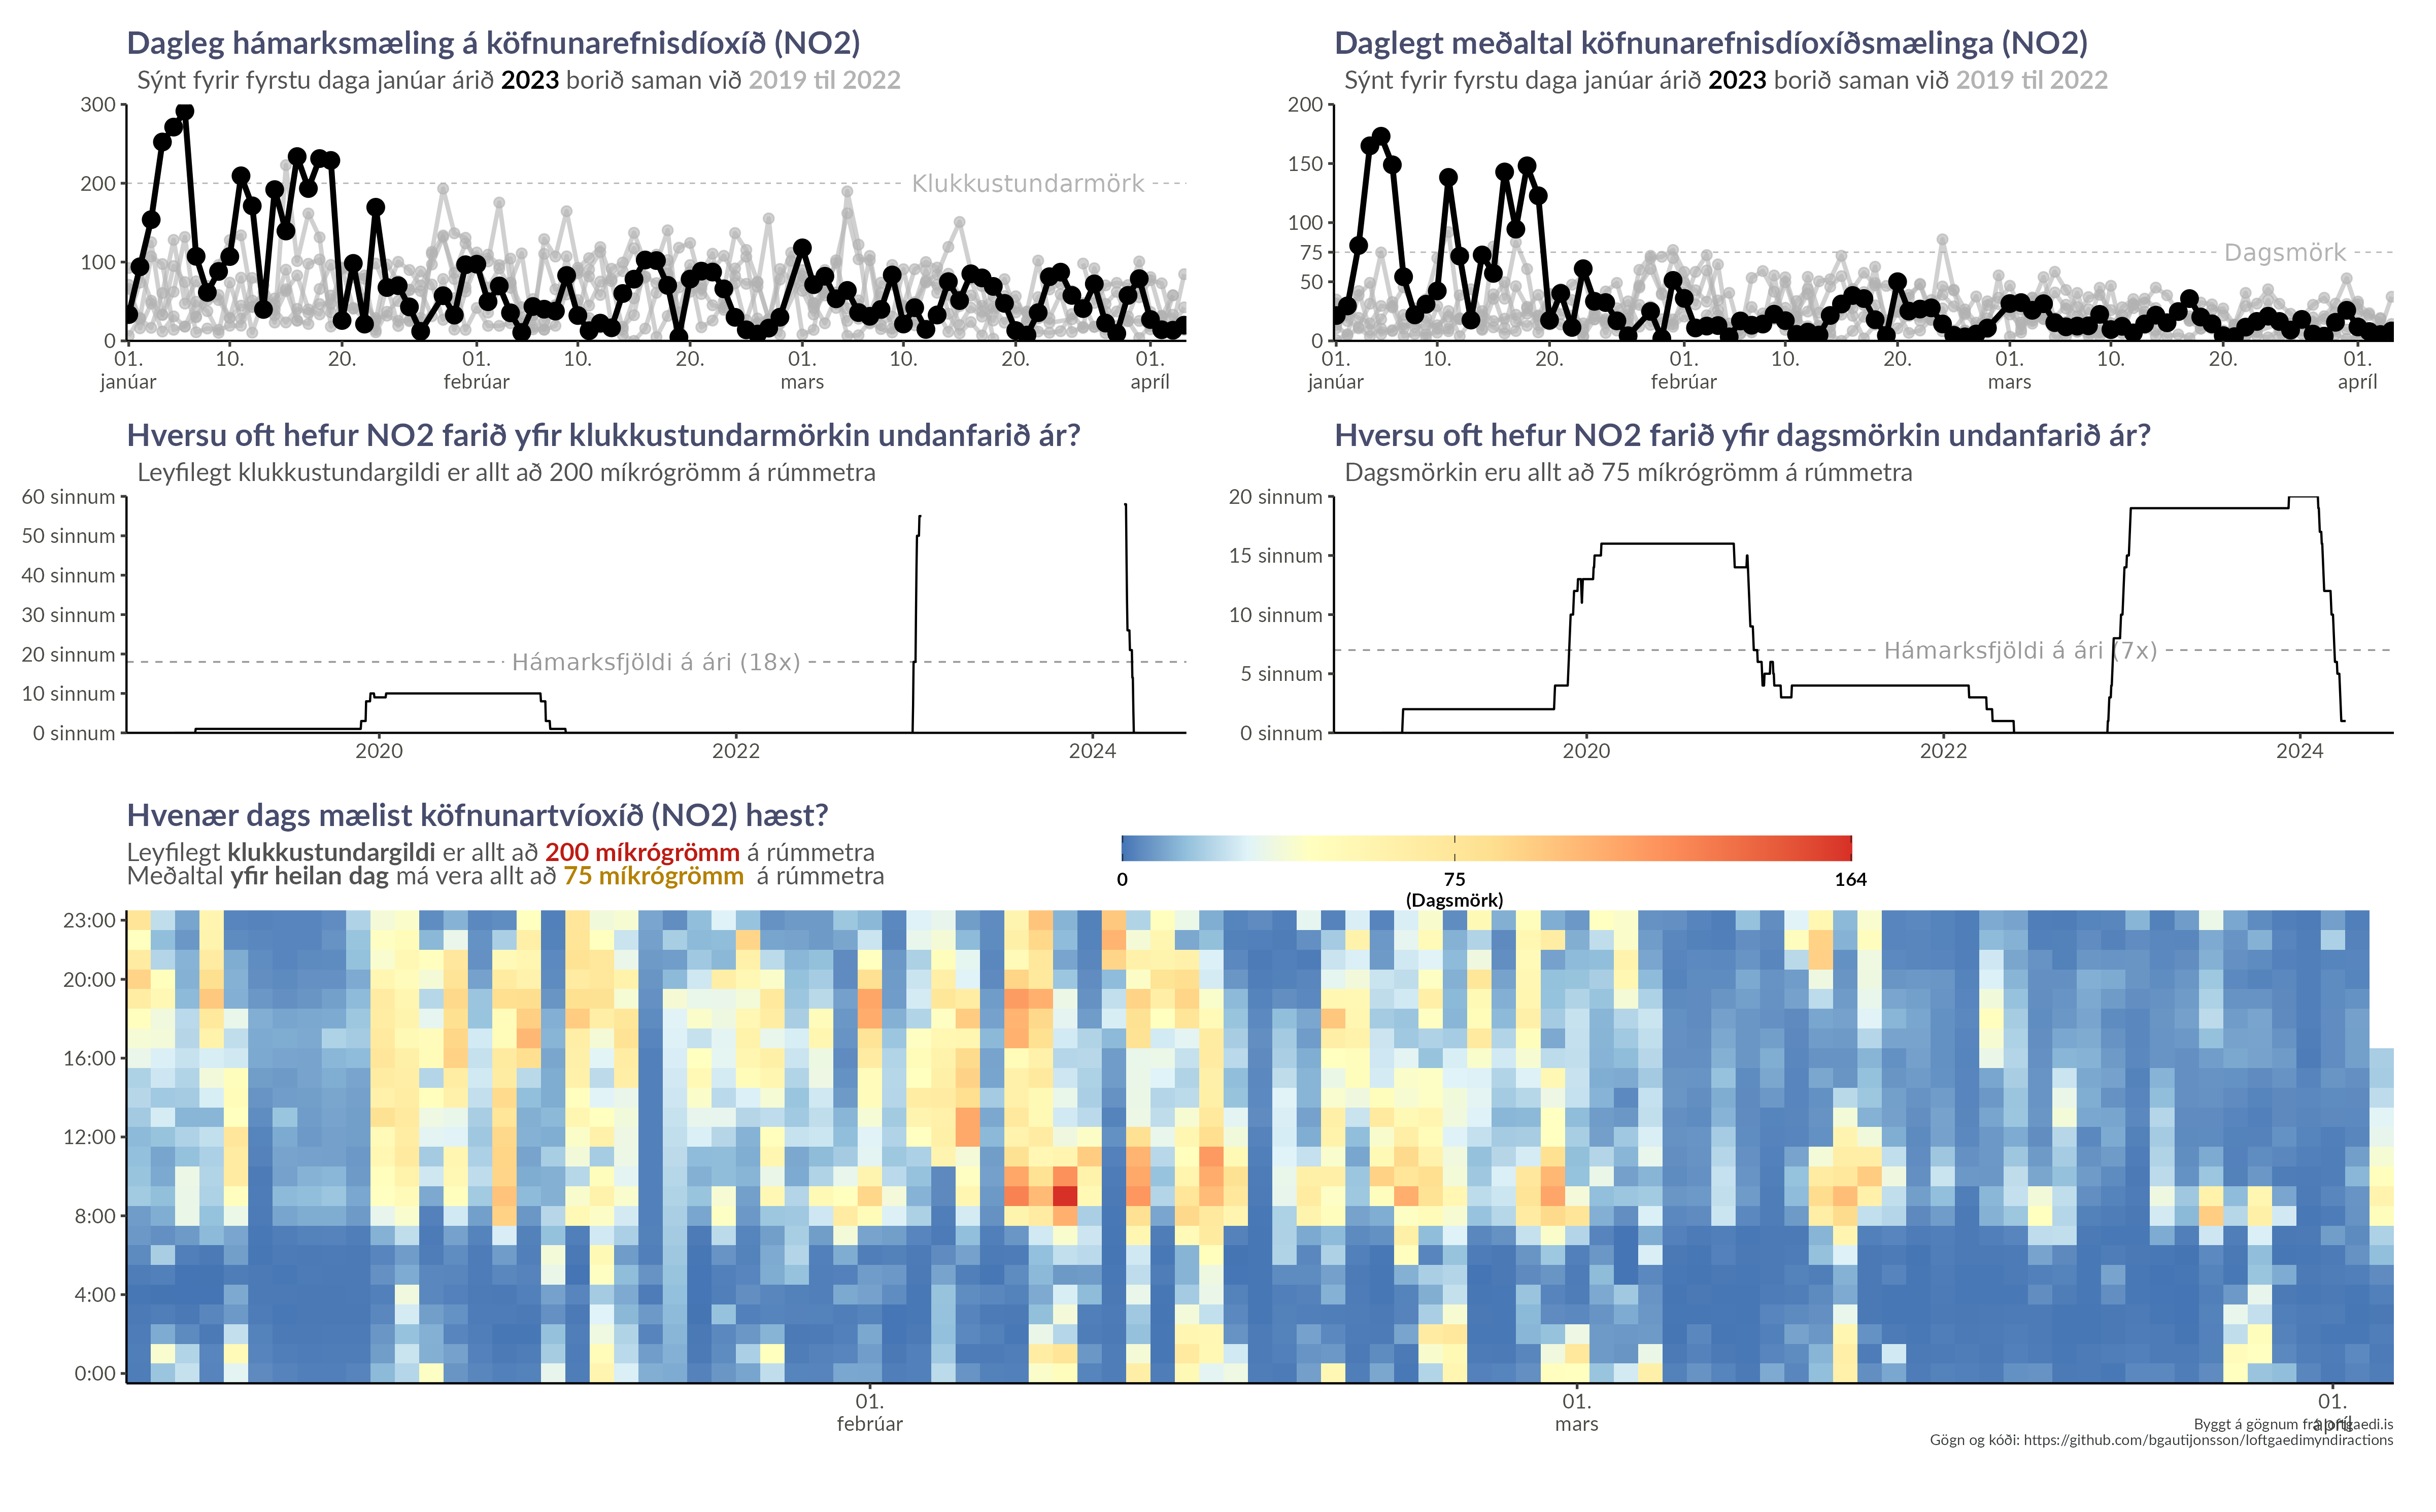 Dagleg hámarksmæling á köfnunarefnisdíoxíð (NO2)
Sýnt fyrir fyrstu daga janúar árið 2023 borið saman við 2019 til 2022
300
200
100
0
Klukkustundarmörk
01. 10. 20. 01. 10. 20. 01. 10. 20. 01.
janúar febrúar mars apríl
Daglegt meðaltal köfnunarefnisdíoxíðsmælinga (NO2)
Sýnt fyrir fyrstu daga janúar árið 2023 borið saman við 2019 til 2022
200
150
100
75
50
0
Dagsmörk
01. 10. 20. 01. 10. 20. 01. 10. 20. 01.
janúar febrúar mars apríl
Hversu oft hefur NO2 farið yfir klukkustundarmörkin undanfarið ár?
Leyfilegt klukkustundargildi er allt að 200 míkrógrömm á rúmmetra
60 sinnum
50 sinnum
40 sinnum
30 sinnum
20 sinnum
10 sinnum
0 sinnum
Hámarksfjöldi á ári (18x)
2020 2022 2024
Hversu oft hefur NO2 farið yfir dagsmörkin undanfarið ár?
Dagsmörkin eru allt að 75 míkrógrömm á rúmmetra
20 sinnum
15 sinnum
10 sinnum
5 sinnum
0 sinnum
Hámarksfjöldi á ári (7x)
2020 2022 2024
Hvenær dags mælist köfnunartvíoxíð (NO2) hæst?
Leyfilegt klukkustundargildi er allt að 200 míkrógrömm á rúmmetra
Meðaltal yfir heilan dag má vera allt að 75 míkrógrömm á rúmmetra
0 75 164
(Dagsmörk)
23:00
20:00
16:00
12:00
8:00
4:00
0:00
01. 01. 01.
febrúar mars apríl
Byggt á gögnum frá loftgaedi.is
Gögn og kóði: https://github.com/bgautijonsson/loftgaedimyndiractions